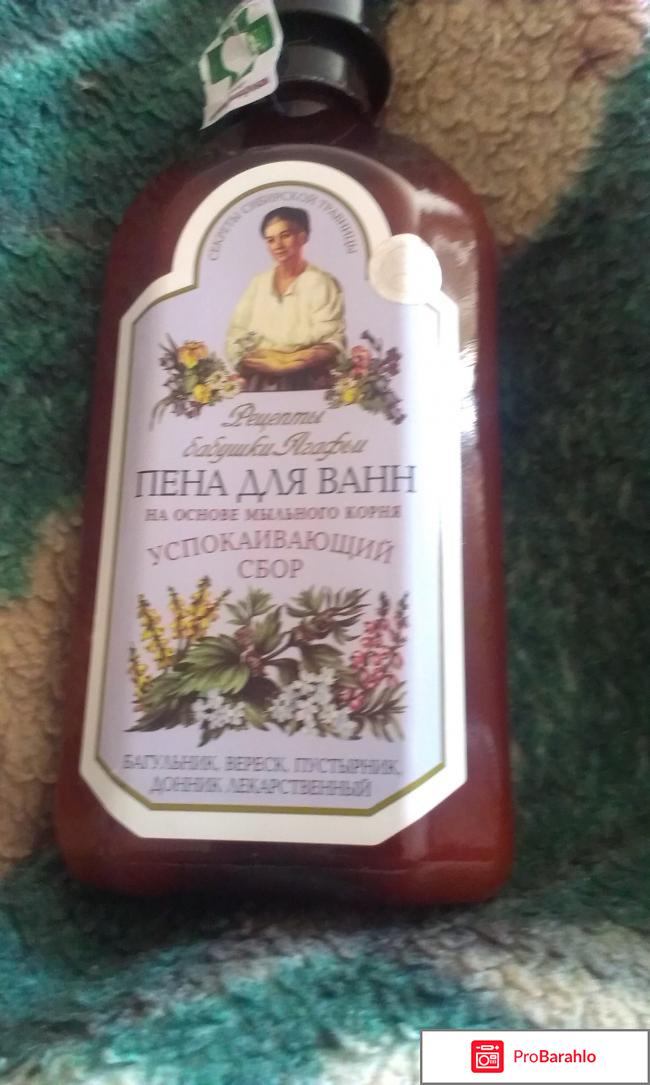 СЕКРЕТЫ СИБИРСКОЙ ТРАВНИЦЫ
Рецепты
бабушки Агафьи
ПЕНА ДЛЯ ВАНН
НА ОСНОВЕ МЫЛЬНОГО КОРНЯ
УСПОКАИВАЮЩИЙ
СБОР
БАГУЛЬНИК, ВЕРЕСК, ПУСТЫРНИК,
ДОННИК ЛЕКАРСТВЕННЫЙ
ProBarahlo